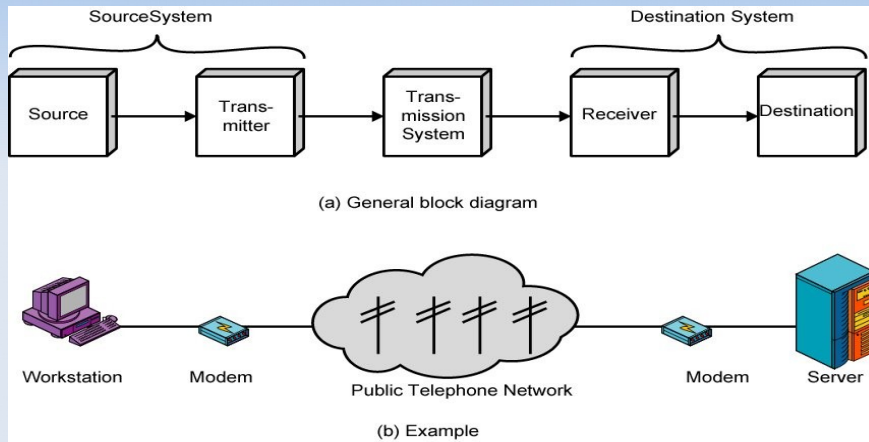 SourceSystem
Destination System
Source
Trans-
mitter
Trans-
mission
System
Receiver
Destination
(a) General block diagram
Workstation
Modem
Public Telephone Network
Modem
Server
(b) Example